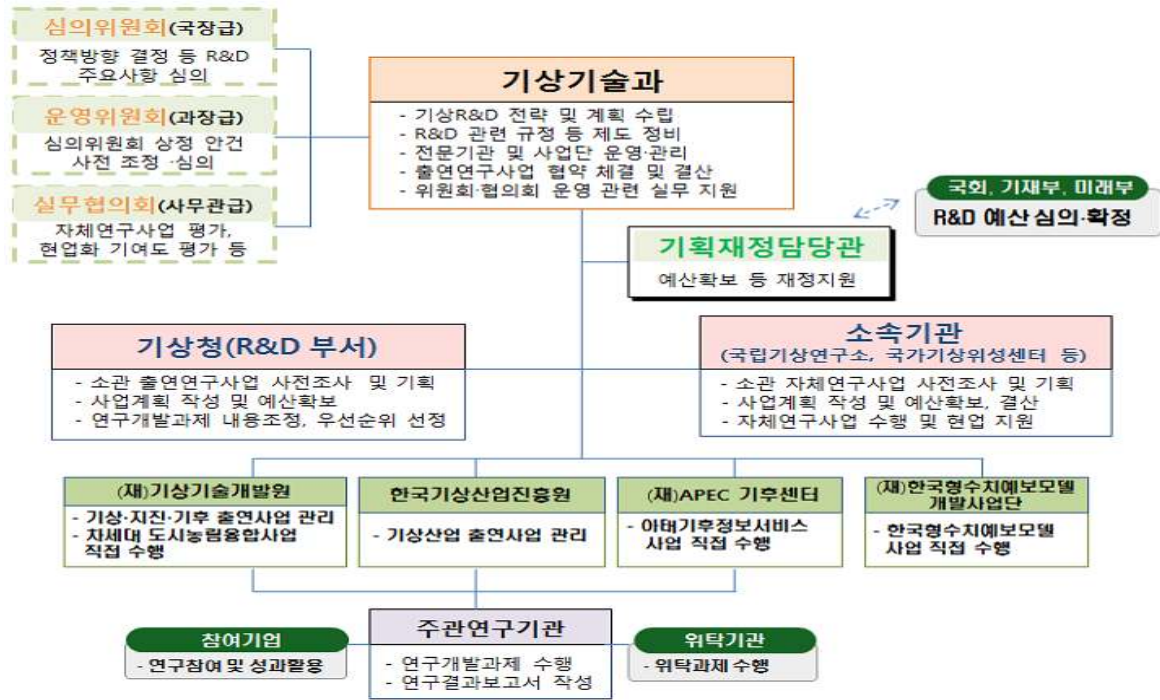 심의위원회(국장급)
정책방향 결정 등 R&D
주요사항 심의
운영위원회(과장급)
심의위원회 상정 안건
사전 조정 ·심의
실무협의회(사무관급)
자체연구사업 평가,
현업화 기여도 평가 등
기상기술과
- 기상R&D 전략 및 계획 수립
- R&D 관련 규정 등 제도 정비
- 전문기관 및 사업단 운영·관리
- 출연연구사업 협약 체결 및 결산
- 위원회·협의회 운영 관련 실무 지원
국회, 기재부, 미래부
R&D 예산 심의·확정
기획재정담당관
예산확보 등 재정지원
기상청(R&D 부서)
- 소관 출연연구사업 사전조사 및 기획
- 사업계획 작성 및 예산확보
- 연구개발과제 내용조정, 우선순위 선정
소속기관
(국립기상연구소, 국가기상위성센터 등)
- 소관 자체연구사업 사전조사 및 기획
- 사업계획 작성 및 예산확보, 결산
- 자체연구사업 수행 및 현업 지원
(재)기상기술개발원
- 기상·지진·기후 출연사업 관리
- 차세대 도시농림융합사업
직접 수행
한국기상산업진흥원
- 기상산업 출연사업 관리
(재)APEC 기후센터
- 아태기후정보서비스
사업 직접 수행
(재)한국형수치예보모델
개발사업단
- 한국형수치예보모델
사업 직접 수행
주관연구기관
- 연구개발과제 수행
- 연구결과보고서 작성
참여기업
- 연구참여 및 성과활용
위탁기관
- 위탁과제 수행